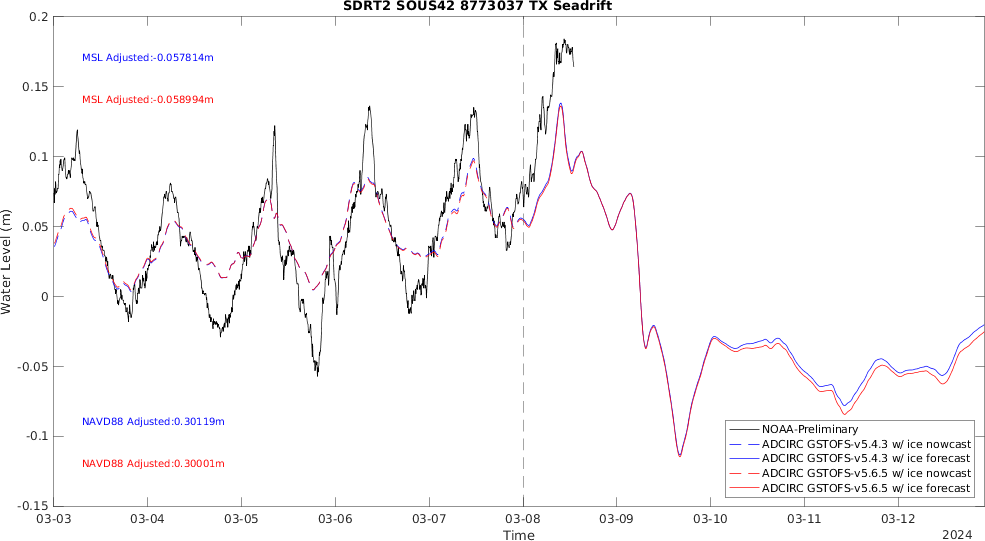 SDRT2 SOUS42 8773037 TX Seadrift
0.2
MSL Adjusted:-0.057814m
0.15
MSL Adjusted:-0.058994m
0.1
0.05
Water Level (m)
0
-0.05
NAVD88 Adjusted:0.30119m
-0.1
NAVD88 Adjusted:0.30001m
-0.15
NOAA-Preliminary
ADCIRC GSTOFS-v5.4.3 w/ ice nowcast
ADCIRC GSTOFS-v5.4.3 w/ ice forecast
ADCIRC GSTOFS-v5.6.5 w/ ice nowcast
ADCIRC GSTOFS-v5.6.5 w/ ice forecast
03-03 03-04 03-05 03-06 03-07 03-08 03-09 03-10 03-11 03-12
Time
2024